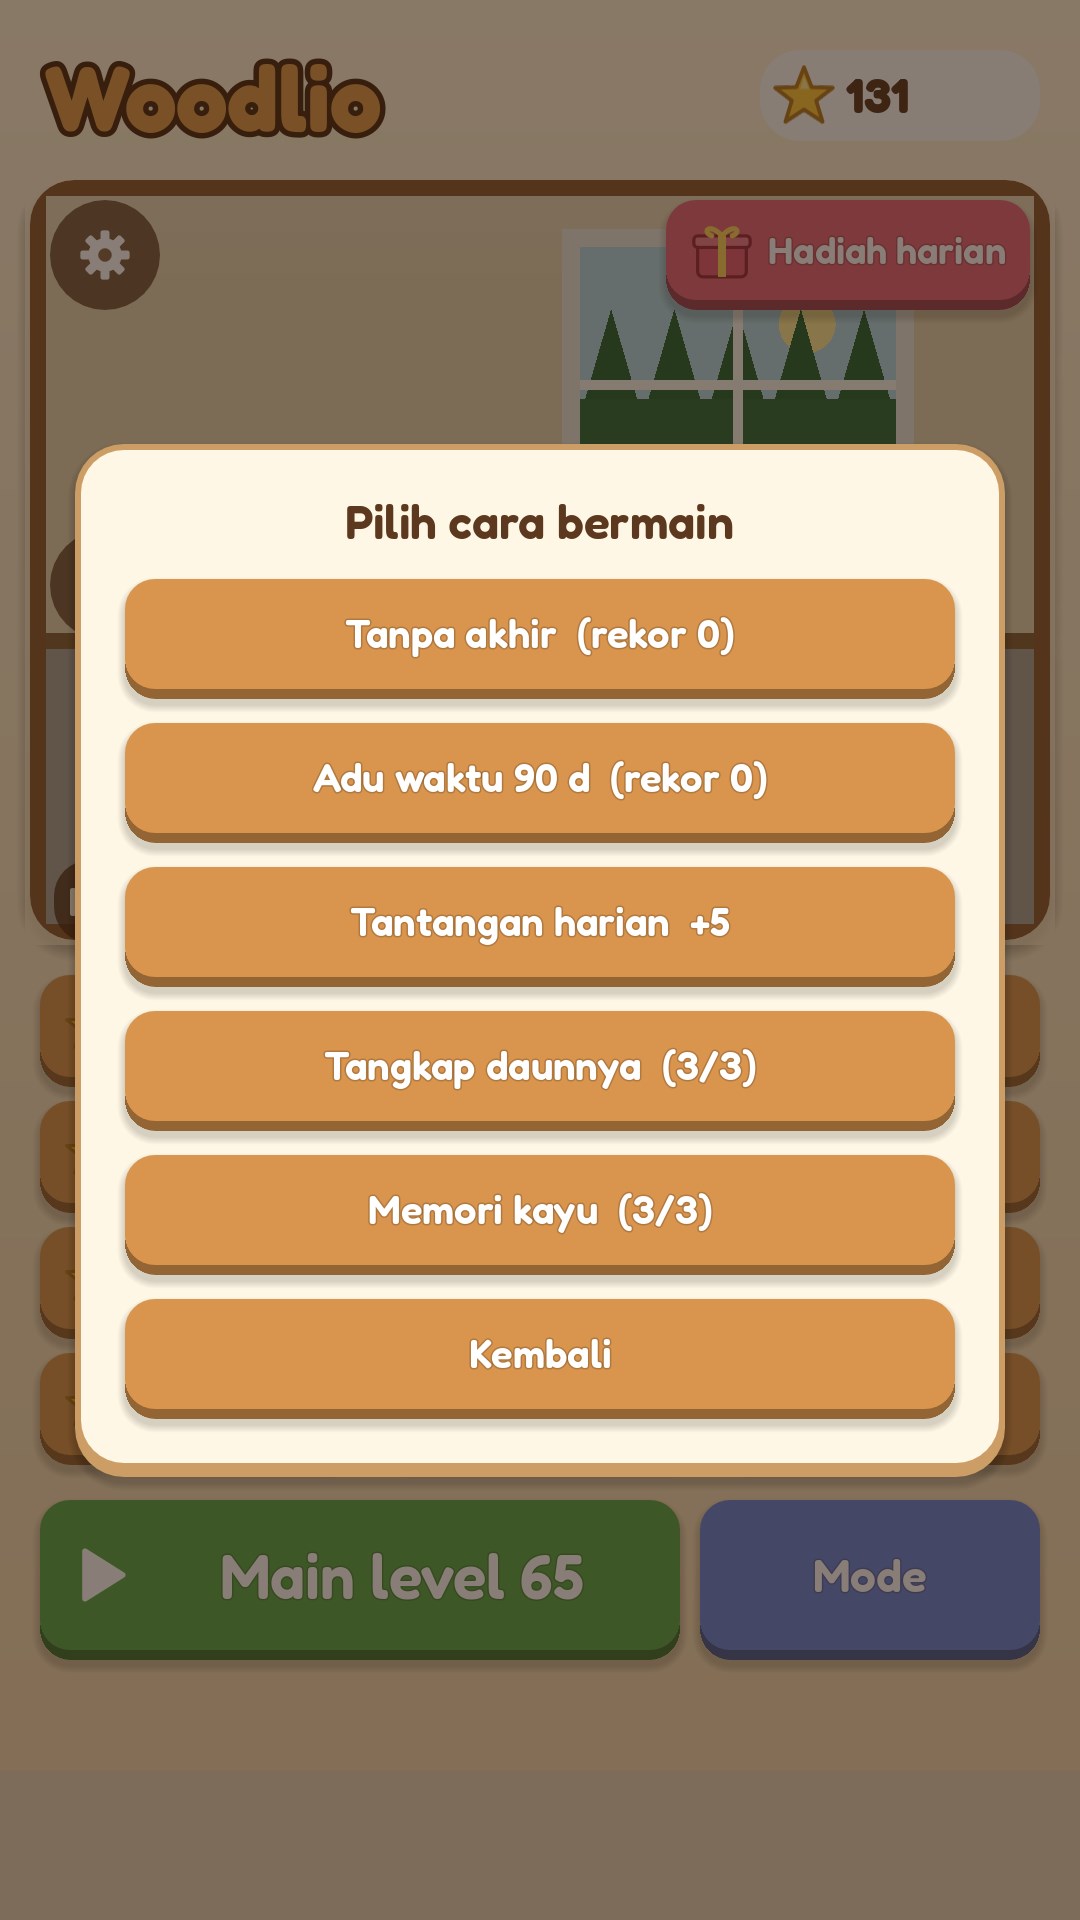 Woodlio
131
Hadiah harian
Pilih cara bermain
Tanpa akhir (rekor 0)
Adu waktu 90 d (rekor 0)
Tantangan harian +5
Tangkap daunnya (3/3)
Memori kayu (3/3)
Kembali
Main level 65
Mode